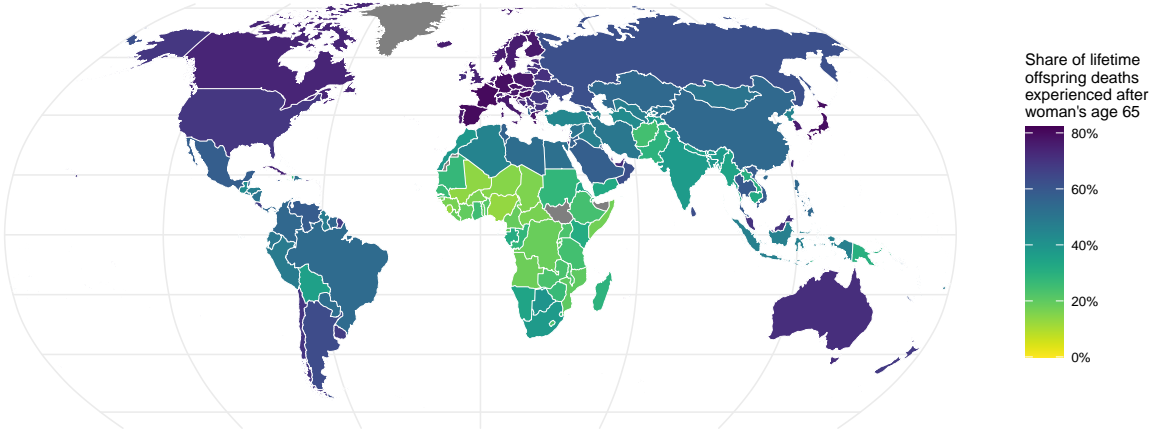 Share of lifetime
offspring deaths
experienced after
woman's age 65
80%
60%
40%
20%
0%